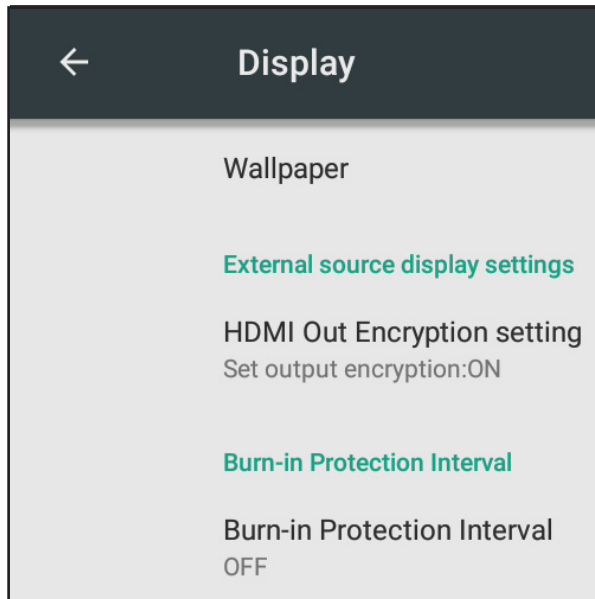 Display
Wallpaper
External source display settings
HDMI Out Encryption setting
Set output encryption:ON
Burn-in Protection Interval
Burn-in Protection Interval
OFF